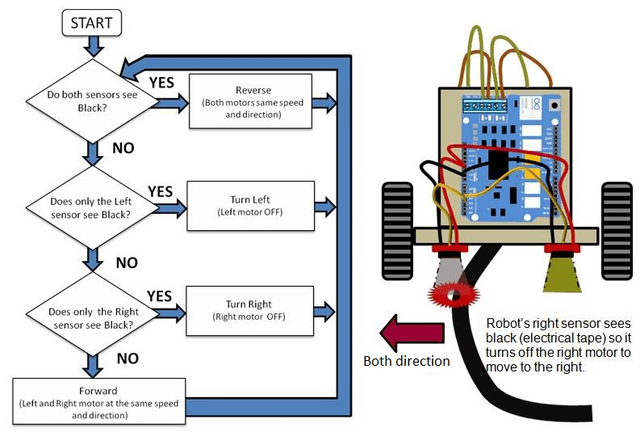 START
Do both sensors see
Black?
YES
Reverse
(Both motors same speed
and direction)
NO
Does only the Left
sensor see Black?
YES
Turn Left
(Left motor OFF)
NO
Does only the Right
sensor see Black?
YES
Turn Right
(Right motor OFF)
NO
Forward
(Left and Right motor at the same speed
and direction)
Both direction
Robot's right sensor sees
black (electrical tape) so it
turns off the right motor to
move to the right.